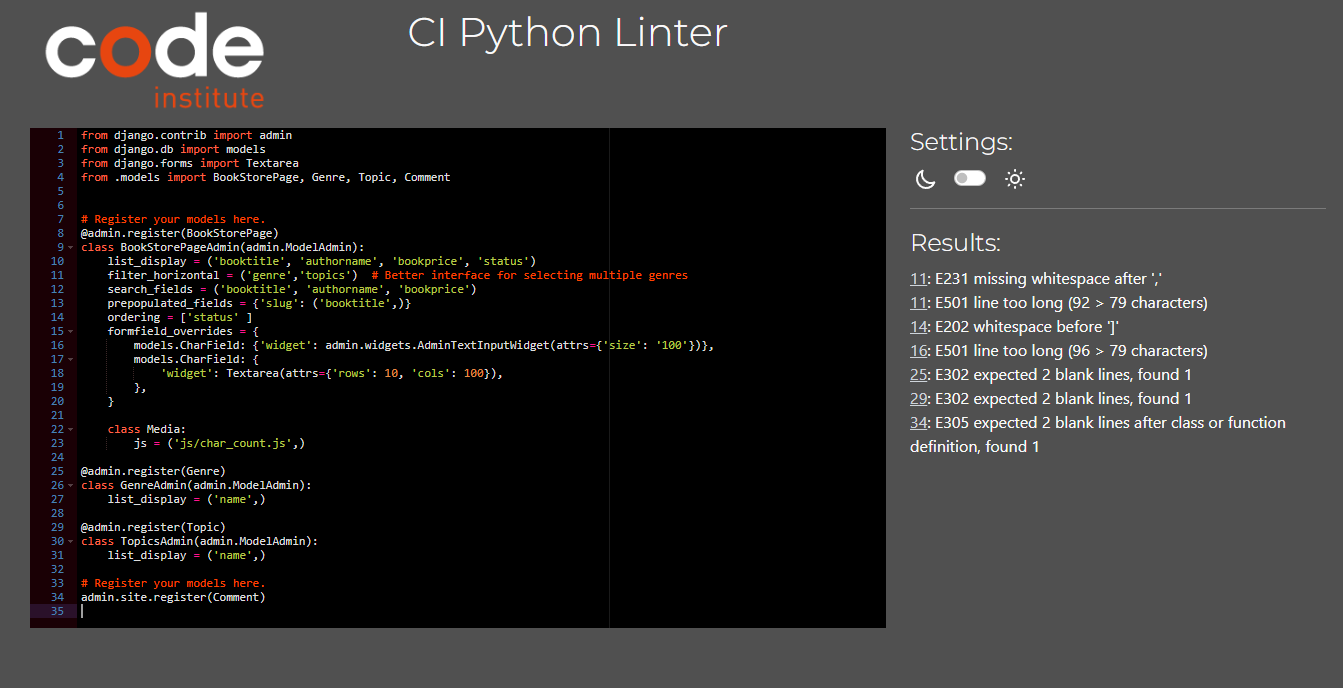 code
institute
CI Python Linter
1 from django.contrib import admin
2 from django.db import models
3 from django.forms import Textarea
4 from .models import BookStorePage, Genre, Topic, Comment
5
6
7 # Register your models here.
8 @admin.register(BookStorePage)
9 class BookStorePageAdmin(admin.ModelAdmin):
10     list_display = ('booktitle', 'authorname', 'bookprice', 'status')
11     filter_horizontal = ('genre','topics')  # Better interface for selecting multiple genres
12     search_fields = ('booktitle', 'authorname', 'bookprice')
13     prepopulated_fields = {'slug': ('booktitle',)}
14     ordering = ['status' ]
15     formfield_overrides = {
16         models.CharField: {'widget': admin.widgets.AdminTextInputWidget(attrs={'size': '100'})},
17         models.CharField: {
18             'widget': Textarea(attrs={'rows': 10, 'cols': 100}),
19         },
20     }
21
22     class Media:
23         js = ('js/char_count.js',)
24
25 @admin.register(Genre)
26 class GenreAdmin(admin.ModelAdmin):
27     list_display = ('name',)
28
29 @admin.register(Topic)
30 class TopicsAdmin(admin.ModelAdmin):
31     list_display = ('name',)
32
33 # Register your models here.
34 admin.site.register(Comment)
35
Settings:
Results:
11: E231 missing whitespace after ','
11: E501 line too long (92 > 79 characters)
14: E202 whitespace before ']'
16: E501 line too long (96 > 79 characters)
25: E302 expected 2 blank lines, found 1
29: E302 expected 2 blank lines, found 1
34: E305 expected 2 blank lines after class or function
definition, found 1